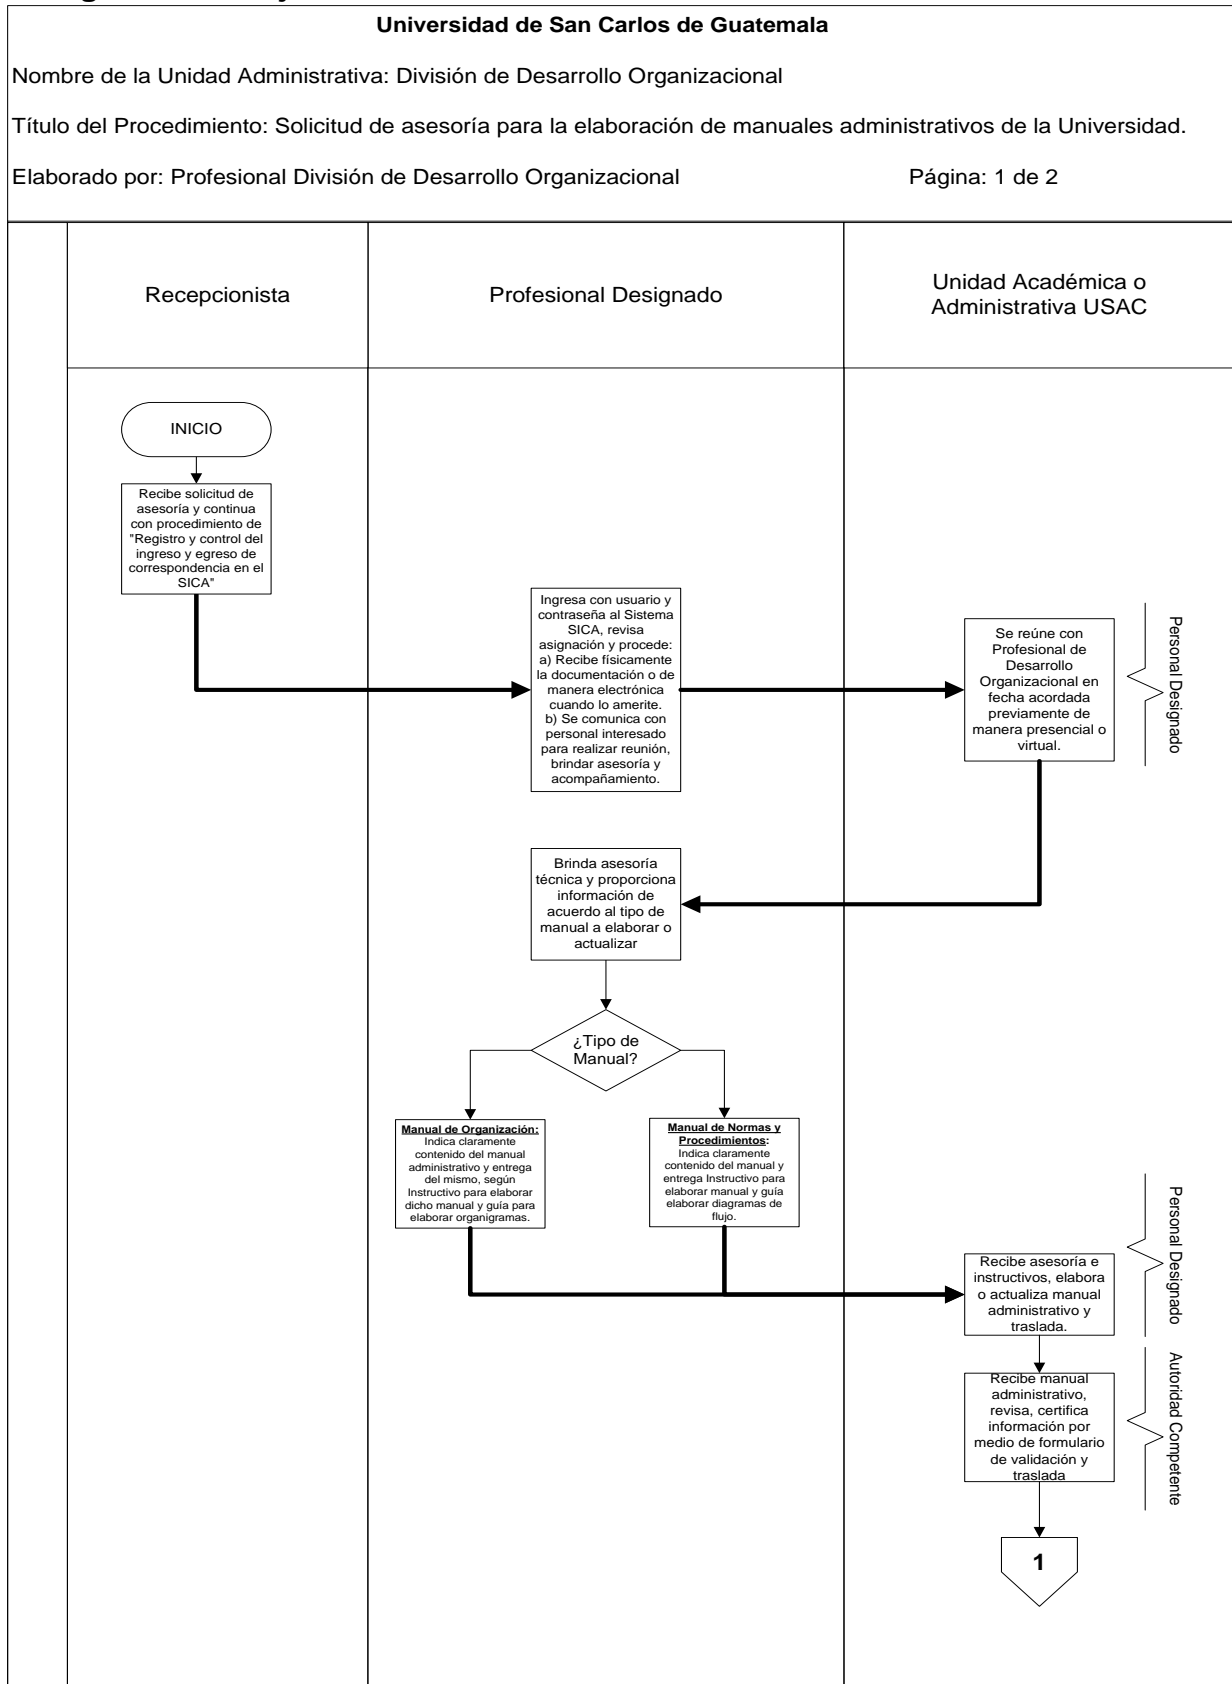 Universidad de San Carlos de Guatemala
Nombre de la Unidad Administrativa: División de Desarrollo Organizacional
Título del Procedimiento: Solicitud de asesoría para la elaboración de manuales administrativos de la Universidad.
Elaborado por: Profesional División de Desarrollo Organizacional Página: 1 de 2
Recepcionista
Profesional Designado
Unidad Académica o
Administrativa USAC
INICIO
Recibe solicitud de
asesoría y continua
con procedimiento de
"Registro y control del
ingreso y egreso de
correspondencia en el
SICA"
Ingresa con usuario y
contraseña al Sistema
SICA, revisa
asignación y procede:
a) Recibe físicamente
la documentación o de
manera electrónica
cuando lo amerite.
b) Se comunica con
personal interesado
para realizar reunión,
brindar asesoría y
acompañamiento.
Se reúne con
Profesional de
Desarrollo
Organizacional en
fecha acordada
previamente de
manera presencial o
virtual.
Personal Designado
Brinda asesoría
técnica y proporciona
información de
acuerdo al tipo de
manual a elaborar o
actualizar
¿Tipo de
Manual?
Manual de Organización:
Indica claramente
contenido del manual
administrativo y entrega
del mismo, según
Instructivo para elaborar
dicho manual y guía para
elaborar organigramas.
Manual de Normas y
Procedimientos:
Indica claramente
contenido del manual y
entrega Instructivo para
elaborar manual y guía
elaborar diagramas de
flujo.
Recibe asesoría e
instructivos, elabora
o actualiza manual
administrativo y
traslada.
Personal Designado
Recibe manual
administrativo,
revisa, certifica
información por
medio de formulario
de validación y
traslada
Autoridad Competente
1